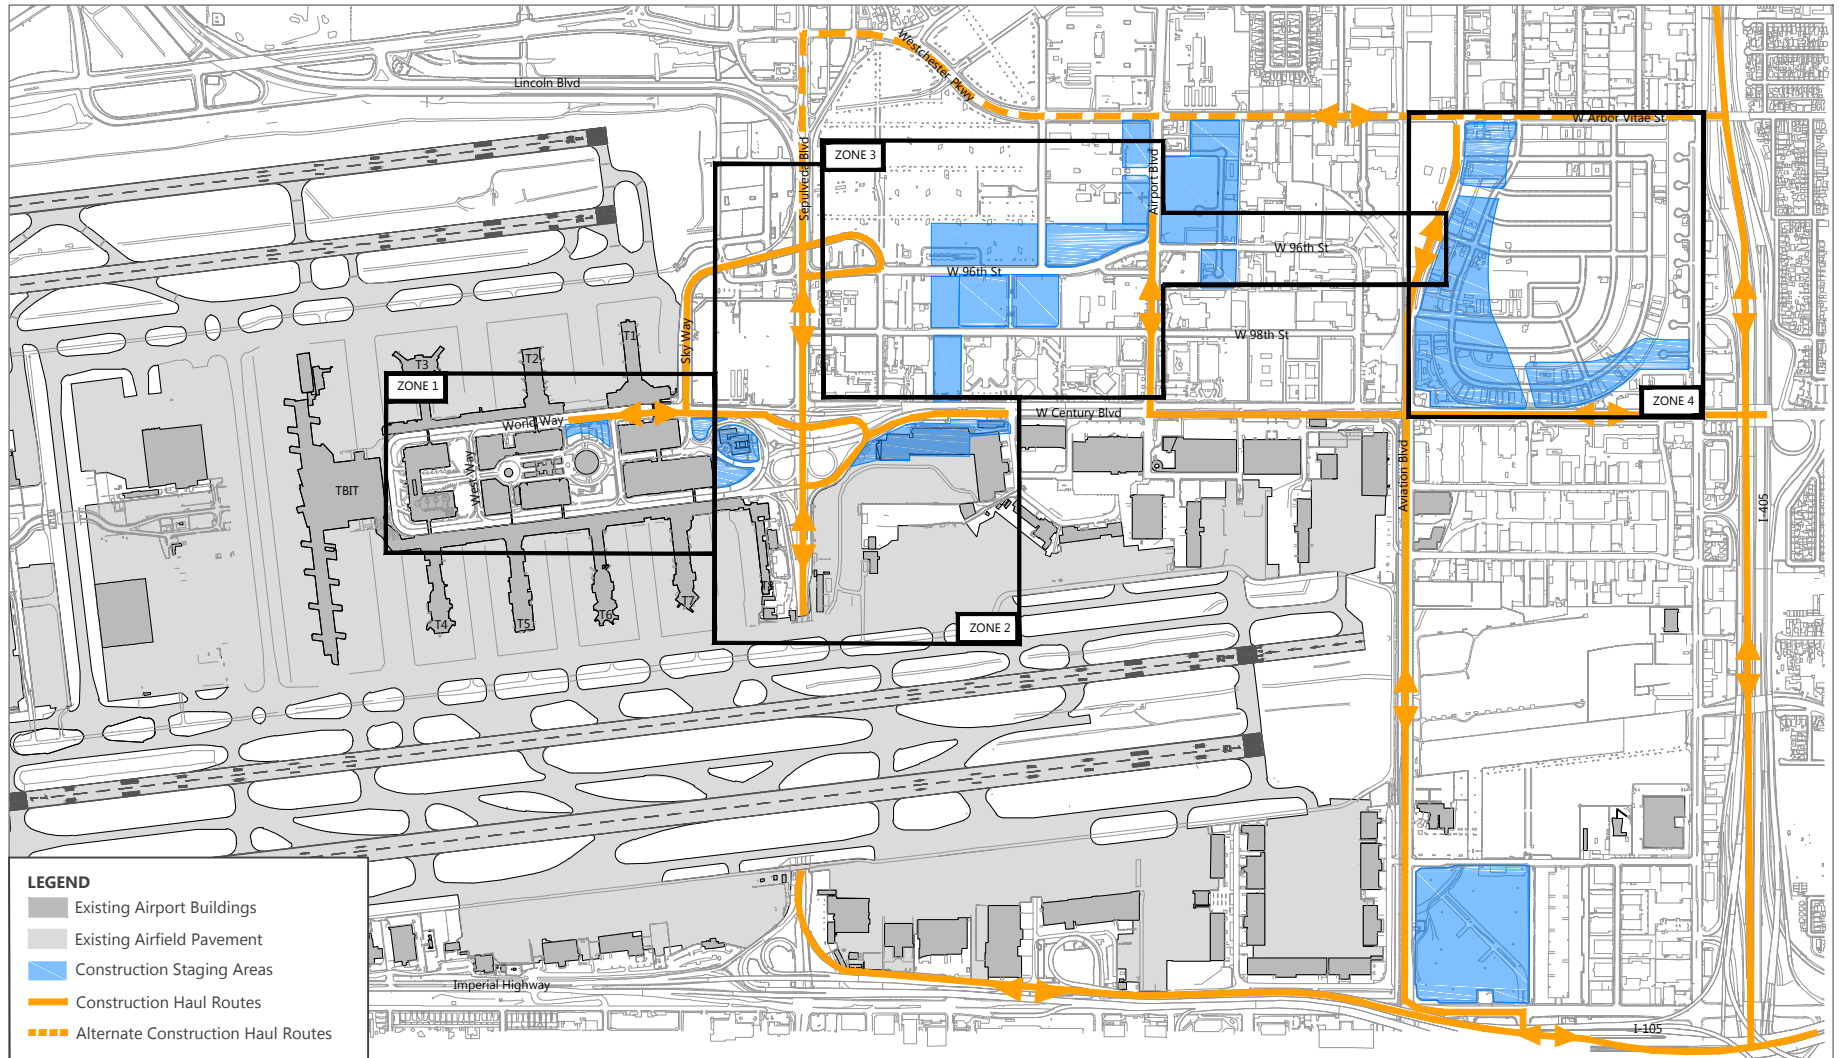 Lincoln Blvd
Westchester Pkwy
W Arbor Vitae St
ZONE 3
Sepulveda Blvd
Airport Blvd
W 96th St
W 96th St
W 98th St
Sky Way
T1
T2
T3
ZONE 1
ZONE 4
World Way
W Century Blvd
West Way
TBIT
Aviation Blvd
I-405
T4
T5
T6
T7
T8
ZONE 2
LEGEND
Existing Airport Buildings
Existing Airfield Pavement
Construction Staging Areas
Construction Haul Routes
Alternate Construction Haul Routes
Imperial Highway
I-105